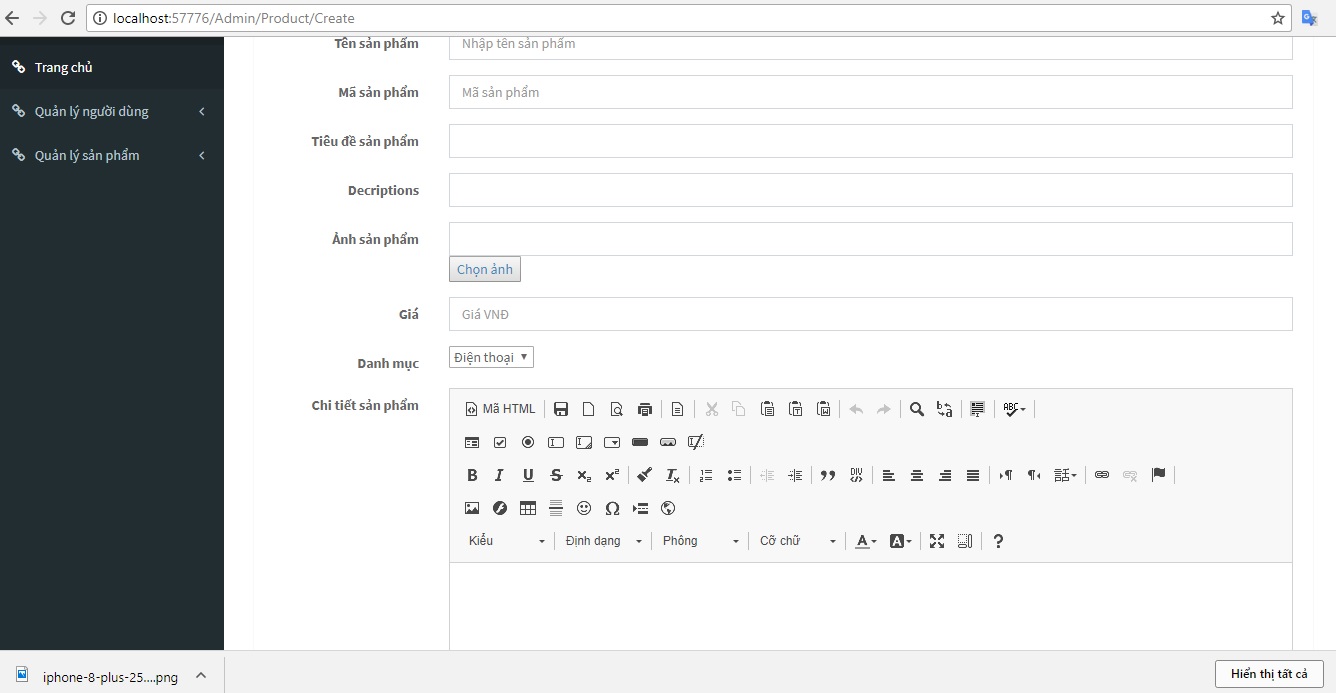 localhost:57776/Admin/Product/Create
Trang chủ
Quản lý người dùng
Quản lý sản phẩm
Tên sản phẩm Nhập tên sản phẩm
Mã sản phẩm Mã sản phẩm
Tiêu đề sản phẩm
Decriptions
Ảnh sản phẩm
Chọn ảnh
Giá Giá VNĐ
Danh mục Điện thoại
Chi tiết sản phẩm Mã HTML
Kiểu Định dạng Phông Cỡ chữ
iphone-8-plus-25....png
Hiển thị tất cả